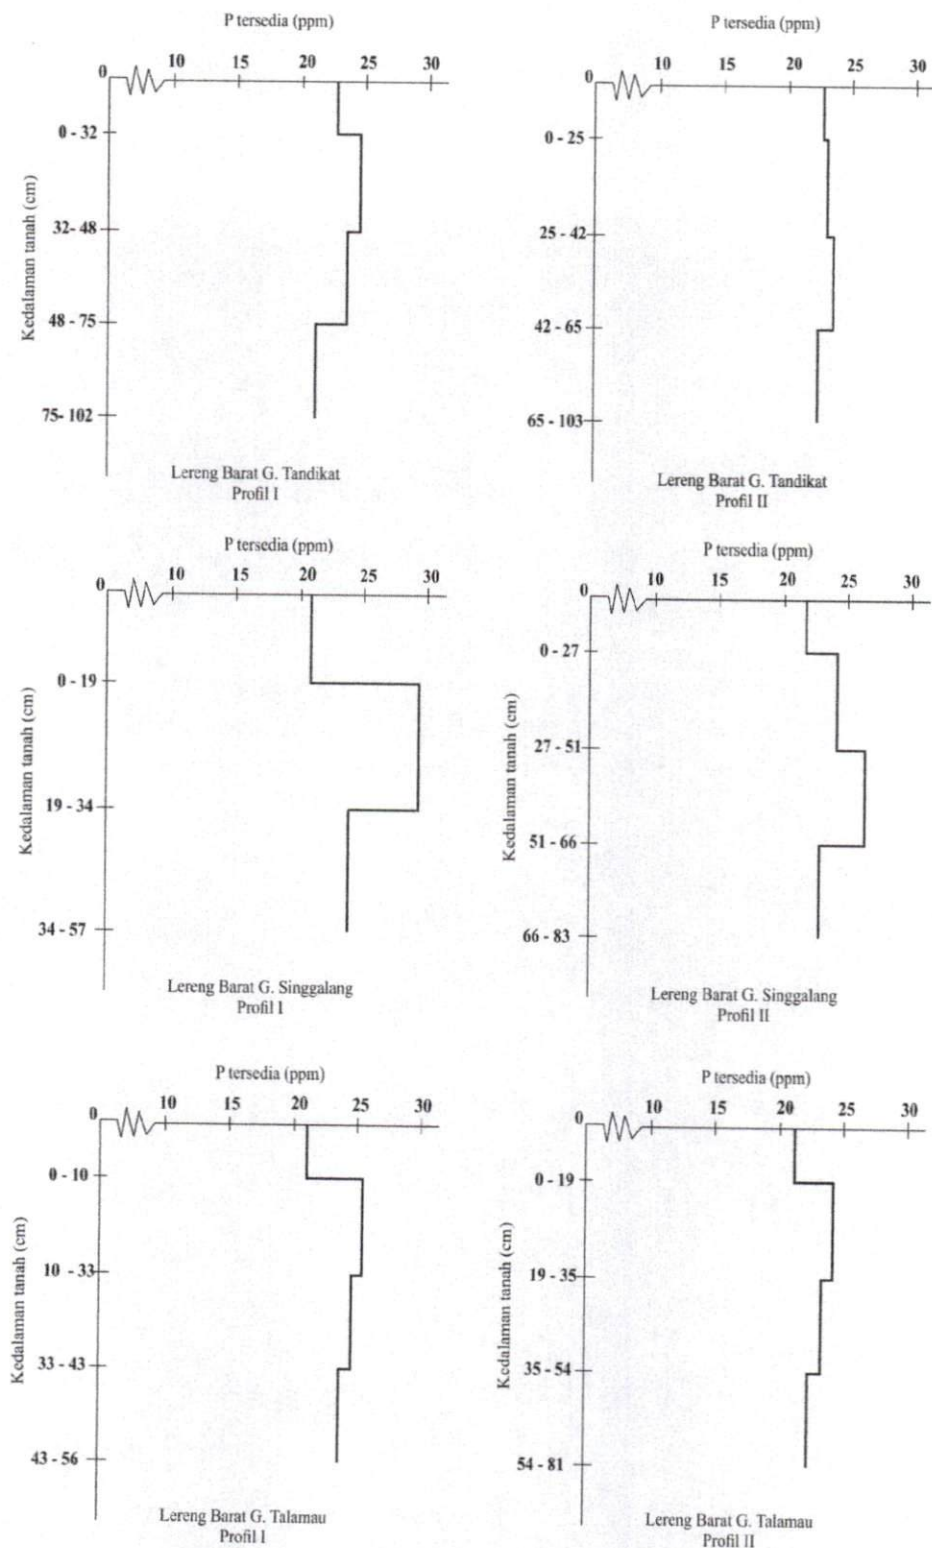 P tersedia (ppm)
0 10 15 20 25 30
Kedalaman tanah (cm)
0 - 32
32- 48
48 - 75
75- 102
Lereng Barat G. Tandikat
Profil I
P tersedia (ppm)
0 10 15 20 25 30
0 - 25
25 - 42
42 - 65
65 - 103
Lereng Barat G. Tandikat
Profil II
P tersedia (ppm)
0 10 15 20 25 30
Kedalaman tanah (cm)
0 - 19
19 - 34
34 - 57
Lereng Barat G. Singgalang
Profil I
P tersedia (ppm)
0 10 15 20 25 30
Kedalaman tanah (cm)
0 - 27
27 - 51
51 - 66
66 - 83
Lereng Barat G. Singgalang
Profil II
P tersedia (ppm)
0 10 15 20 25 30
Kedalaman tanah (cm)
0 - 10
10 - 33
33 - 43
43 - 56
Lereng Barat G. Talamau
Profil I
P tersedia (ppm)
0 10 15 20 25 30
Kedalaman tanah (cm)
0 - 19
19 - 35
35 - 54
54 - 81
Lereng Barat G. Talamau
Profil II